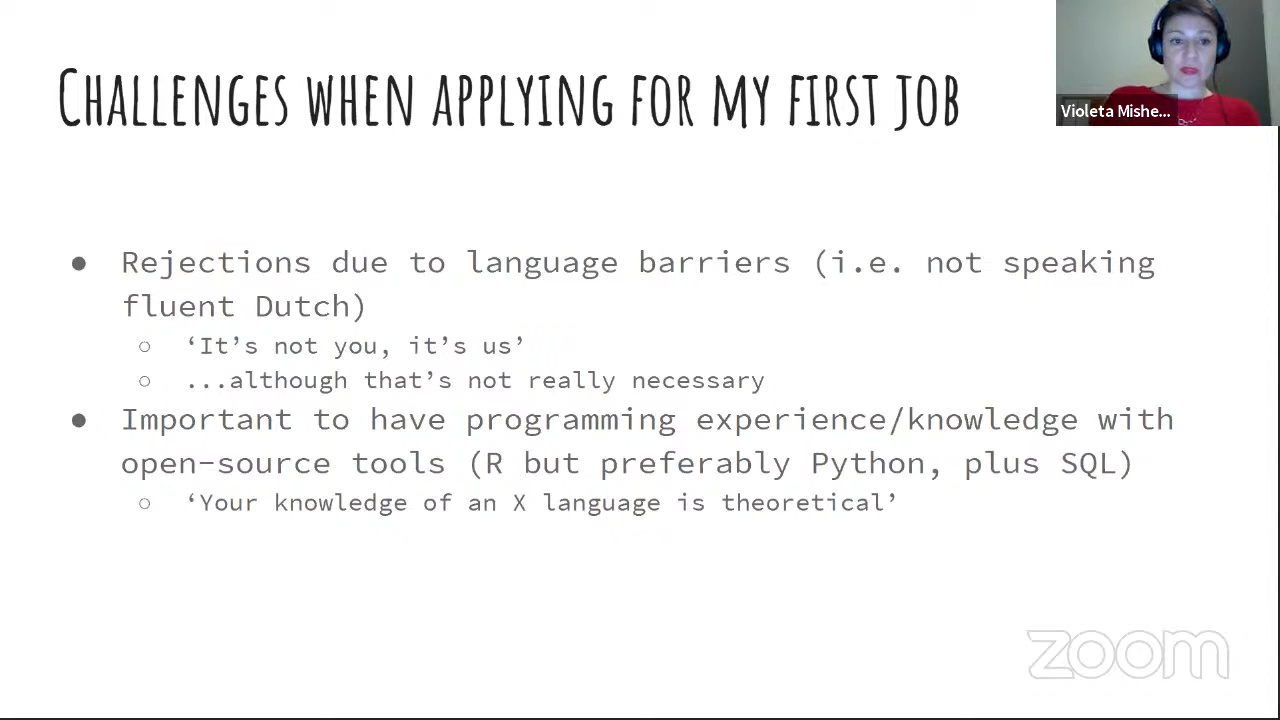 CHALLENGES WHEN APPLYING FOR MY FIRST JOB
Violeta Mishe...
● Rejections due to language barriers (i.e. not speaking
fluent Dutch)
○ ‘It’s not you, it’s us’
○ ...although that’s not really necessary
● Important to have programming experience/knowledge with
open-source tools (R but preferably Python, plus SQL)
○ ‘Your knowledge of an X language is theoretical’
zoom